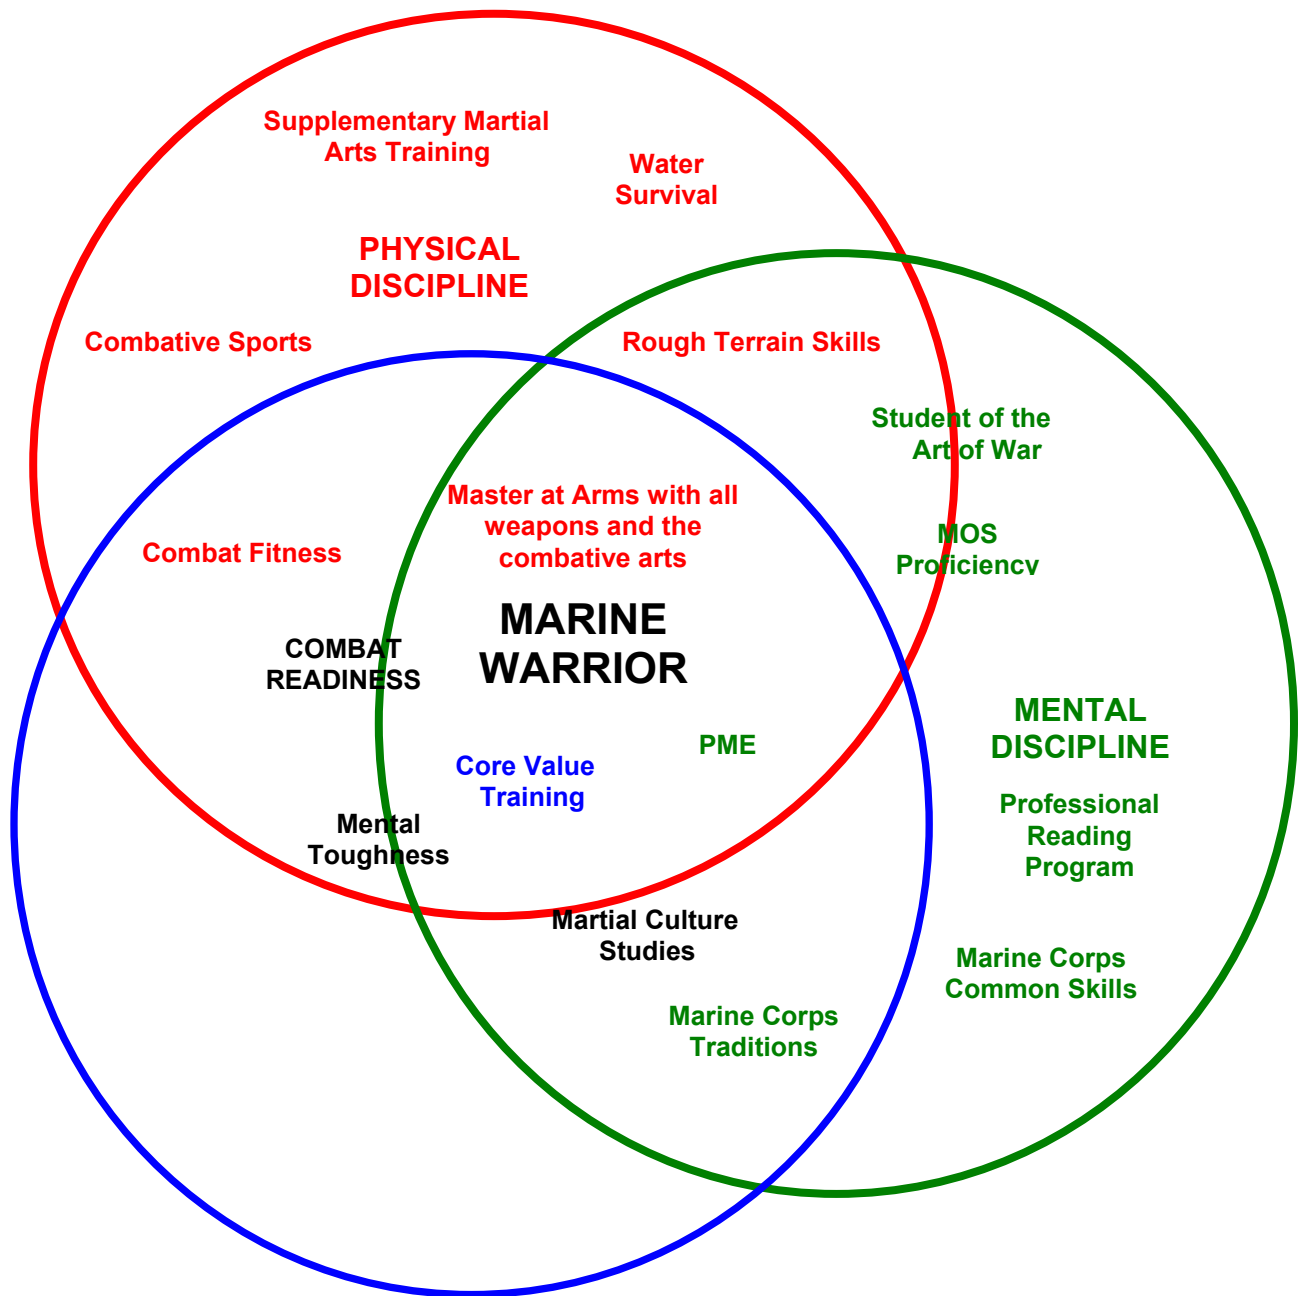 Supplementary Martial
Arts Training
Water
Survival
PHYSICAL
DISCIPLINE
Combative Sports
Rough Terrain Skills
Student of the
Art of War
Master at Arms with all
weapons and the
combative arts
MOS
Proficiency
Combat Fitness
MARINE
WARRIOR
COMBAT
READINESS
MENTAL
DISCIPLINE
PME
Core Value
Training
Professional
Reading
Program
Mental
Toughness
Martial Culture
Studies
Marine Corps
Common Skills
Marine Corps
Traditions